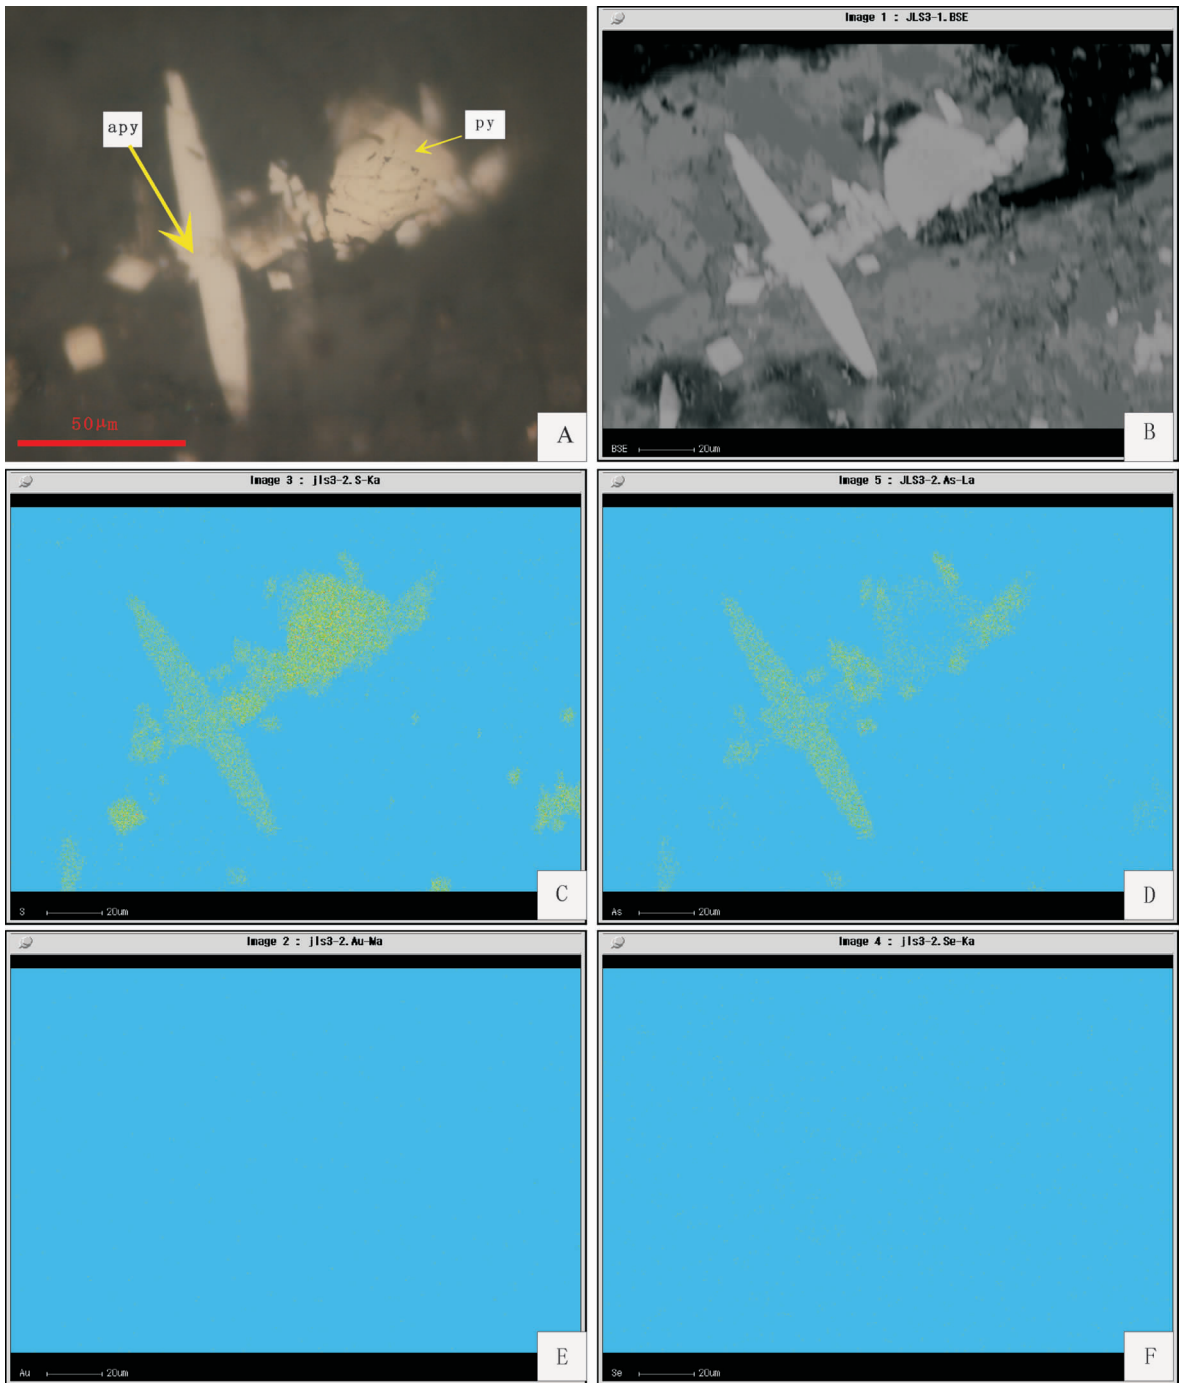 apy
py
50μm
A
Image 1 : JLS3-1.BSE
BSE 20um
B
Image 3 : jls3-2.S-Ka
S 20um
C
Image 5 : JLS3-2.As-La
As 20um
D
Image 2 : jls3-2.Au-Ma
Au 20um
E
Image 4 : jls3-2.Se-Ka
Se 20um
F